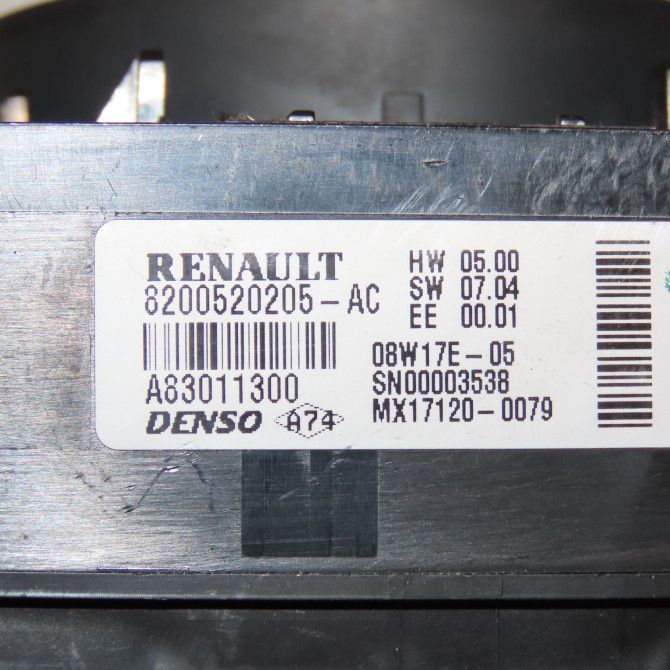 RENAULT
8200520205-AC
A83011300
DENSO A74
HW 05.00
SW 07.04
EE 00.01
08W17E-05
SN00003538
MX17120-0079